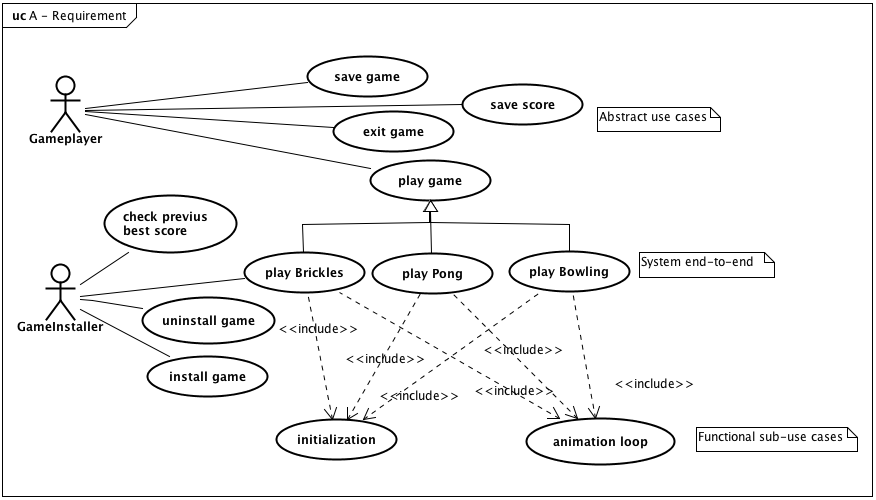 uc A - Requirement
save game
save score
Abstract use cases
Gameplayer
exit game
play game
check previus
best score
System end-to-end
play Brickles
play Pong
play Bowling
GameInstaller
uninstall game
<<include>>
<<include>>
<<include>>
install game
<<include>>
<<include>>
<<include>>
initialization
animation loop
Functional sub-use cases